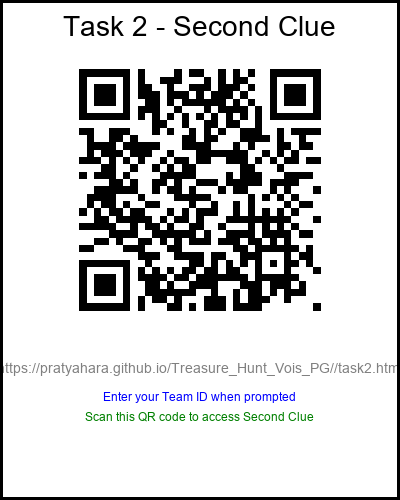 Task 2 - Second Clue
https://pratyahara.github.io/Treasure_Hunt_Vois_PG//task2.htm
Enter your Team ID when prompted
Scan this QR code to access Second Clue